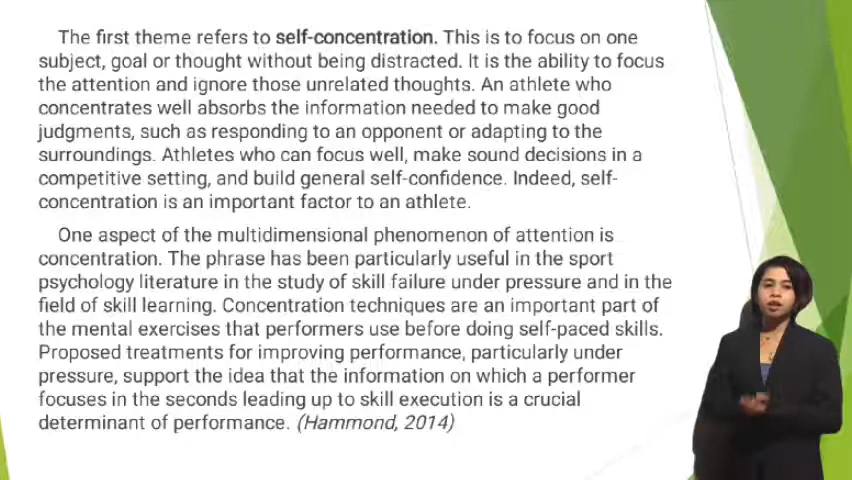 The first theme refers to self-concentration. This is to focus on one
subject, goal or thought without being distracted. It is the ability to focus
the attention and ignore those unrelated thoughts. An athlete who
concentrates well absorbs the information needed to make good
judgments, such as responding to an opponent or adapting to the
surroundings. Athletes who can focus well, make sound decisions in a
competitive setting, and build general self-confidence. Indeed, self-
concentration is an important factor to an athlete.
One aspect of the multidimensional phenomenon of attention is
concentration. The phrase has been particularly useful in the sport
psychology literature in the study of skill failure under pressure and in the
field of skill learning. Concentration techniques are an important part of
the mental exercises that performers use before doing self-paced skills.
Proposed treatments for improving performance, particularly under
pressure, support the idea that the information on which a performer
focuses in the seconds leading up to skill execution is a crucial
determinant of performance. (Hammond, 2014)